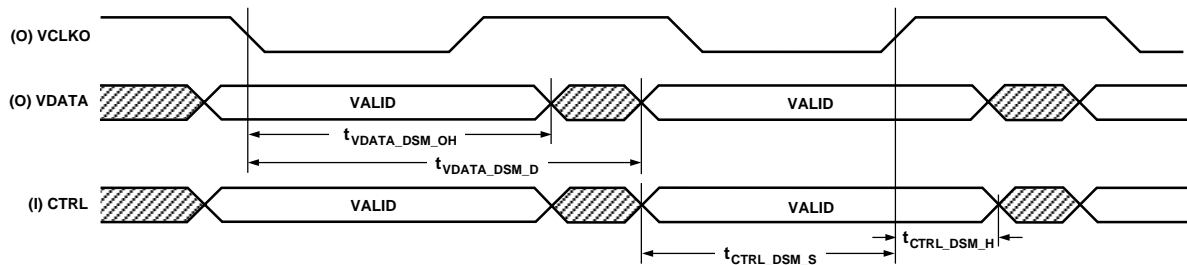 (O) VCLKO
(O) VDATA
VALID
VALID
tVDATA_DSM_OH
tVDATA_DSM_D
(I) CTRL
VALID
VALID
tCTRL_DSM_H
tCTRL_DSM_S